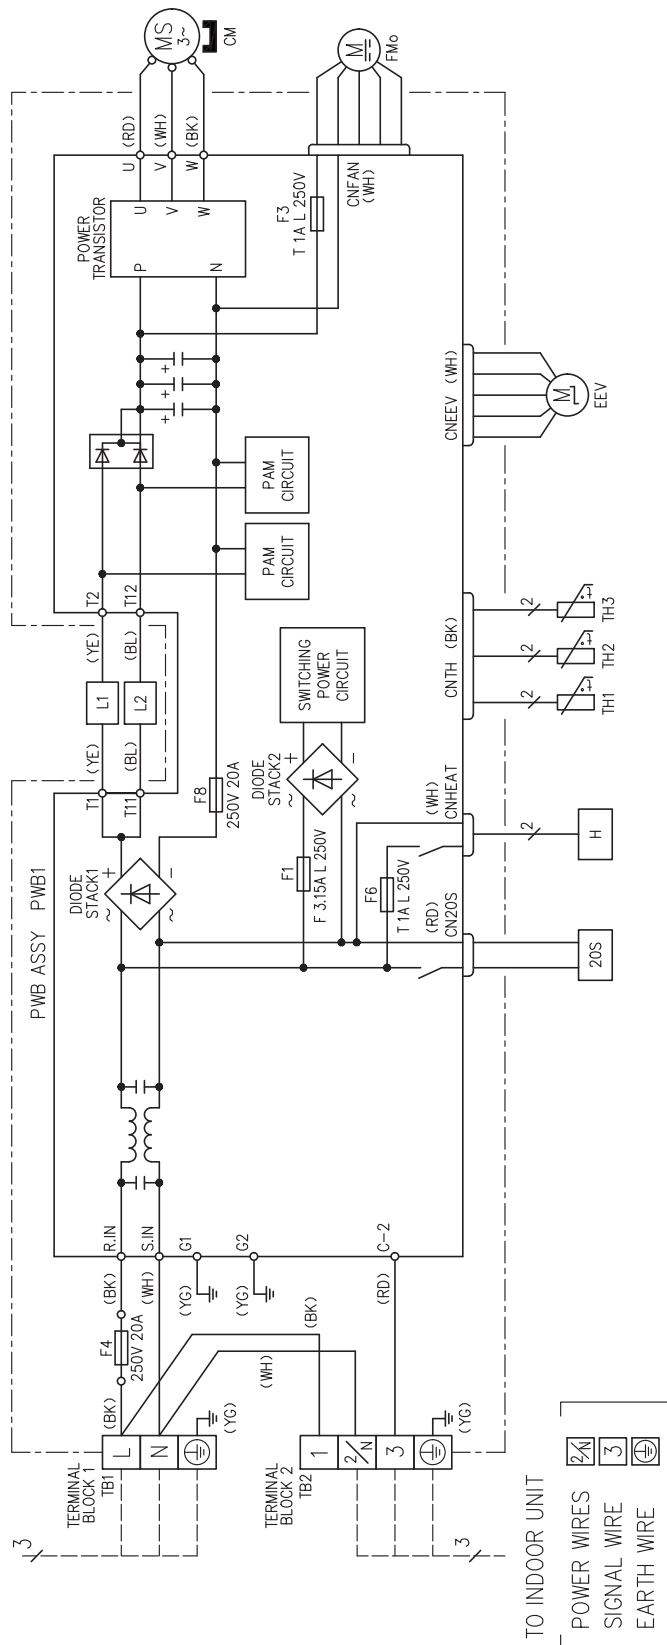 TERMINAL
BLOCK 1
TB1
L
N
3
(BK)
F4
250V 20A
(BK)
(WH)
(YG)
R.IN
S.IN
G1
(YG)
G2
(YG)
C-2
(RD)
(BK)
(WH)
TERMINAL
BLOCK 2
TB2
1
2/N
3
(YG)
3
PWB ASSY PWB1
DIODE
STACK1
+
~
-
~
T1
T11
(YE)
(BL)
L1
L2
(YE)
(BL)
T2
T12
F8
250V 20A
DIODE
STACK2
+
~
-
~
SWITCHING
POWER
CIRCUIT
F1
F 3.15A L 250V
F6
T 1A L 250V
(RD)
CN20S
20S
(WH)
CNHEAT
2
H
CNTH (BK)
2
TH1
t
2
TH2
t
2
TH3
t
CNEEV (WH)
M
EEV
PAM
CIRCUIT
PAM
CIRCUIT
+
+
+
POWER
TRANSISTOR
P
N
U
V
W
U (RD)
V (WH)
W (BK)
MS
3~
CM
F3
T 1A L 250V
CNFAN
(WH)
M
FMo
TO INDOOR UNIT
POWER WIRES 2/N
SIGNAL WIRE 3
EARTH WIRE